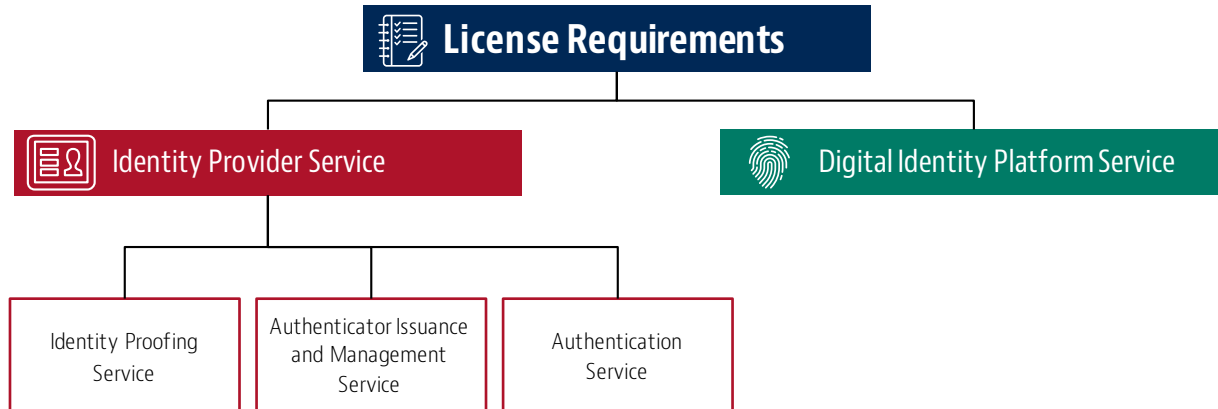 License Requirements
Identity Provider Service
Digital Identity Platform Service
Identity Proofing
Service
Authenticator Issuance
and Management
Service
Authentication
Service